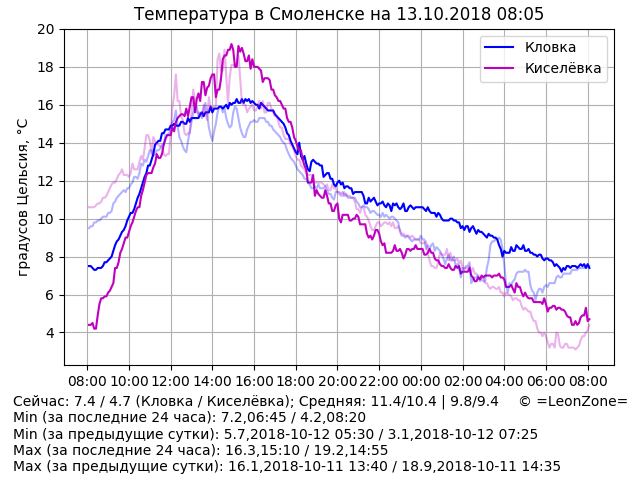 Температура в Смоленске на 13.10.2018 08:05
градусов Цельсия, °C
20
18
16
14
12
10
8
6
4
Кловка
Киселёвка
08:00 10:00 12:00 14:00 16:00 18:00 20:00 22:00 00:00 02:00 04:00 06:00 08:00
Сейчас: 7.4 / 4.7 (Кловка / Киселёвка); Средняя: 11.4/10.4 | 9.8/9.4 © =LeonZone=
Min (за последние 24 часа): 7.2,06:45 / 4.2,08:20
Min (за предыдущие сутки): 5.7,2018-10-12 05:30 / 3.1,2018-10-12 07:25
Max (за последние 24 часа): 16.3,15:10 / 19.2,14:55
Max (за предыдущие сутки): 16.1,2018-10-11 13:40 / 18.9,2018-10-11 14:35